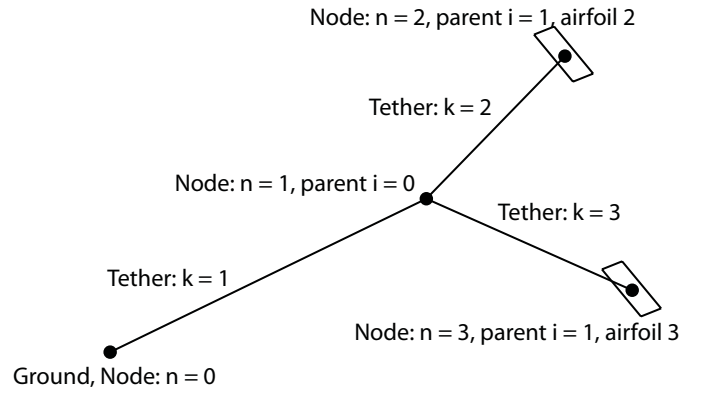 Node: n = 2, parent i = 1, airfoil 2
Tether: k = 2
Node: n = 1, parent i = 0
Tether: k = 3
Tether: k = 1
Node: n = 3, parent i = 1, airfoil 3
Ground, Node: n = 0